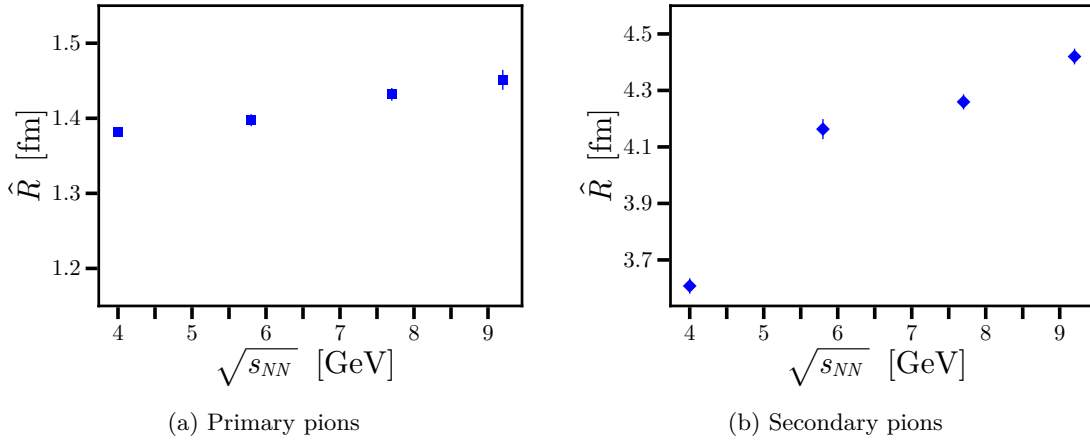 1.5
1.4
1.3
1.2
R̂ [fm]
4 5 6 7 8 9
√s_NN [GeV]
(a) Primary pions
4.5
4.3
4.1
3.9
3.7
R̂ [fm]
4 5 6 7 8 9
√s_NN [GeV]
(b) Secondary pions